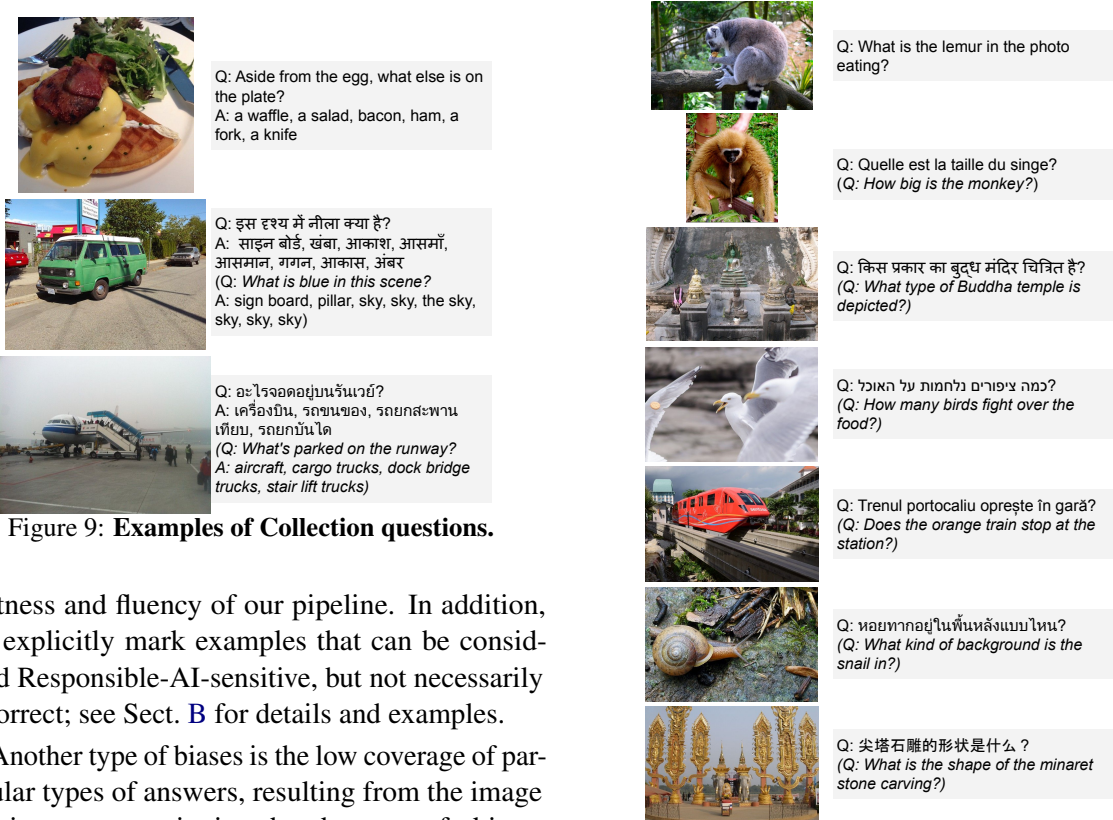 Q: Aside from the egg, what else is on
the plate?
A: a waffle, a salad, bacon, ham, a
fork, a knife
Q: इस दृश्य में नीला क्या है?
A: साइन बोर्ड, खंबा, आकाश, आसमाँ,
आसमान, गगन, आकास, अंबर
(Q: What is blue in this scene?
A: sign board, pillar, sky, sky, the sky,
sky, sky, sky)
Q: อะไรจอดอยู่บนรันเวย์?
A: เครื่องบิน, รถขนของ, รถยกสะพาน
เทียบ, รถยกบันได
(Q: What's parked on the runway?
A: aircraft, cargo trucks, dock bridge
trucks, stair lift trucks)
Figure 9: Examples of Collection questions.
tness and fluency of our pipeline. In addition,
explicitly mark examples that can be consid-
d Responsible-AI-sensitive, but not necessarily
orrect; see Sect. B for details and examples.
Another type of biases is the low coverage of par-
ular types of answers, resulting from the image
Q: What is the lemur in the photo
eating?
Q: Quelle est la taille du singe?
(Q: How big is the monkey?)
Q: किस प्रकार का बुद्ध मंदिर चित्रित है?
(Q: What type of Buddha temple is
depicted?)
Q: כמה ציפורים נלחמות על האוכל?
(Q: How many birds fight over the
food?)
Q: Trenul portocaliu oprește în gară?
(Q: Does the orange train stop at the
station?)
Q: หอยทากอยู่ในพื้นหลังแบบไหน?
(Q: What kind of background is the
snail in?)
Q: 尖塔石雕的形状是什么？
(Q: What is the shape of the minaret
stone carving?)